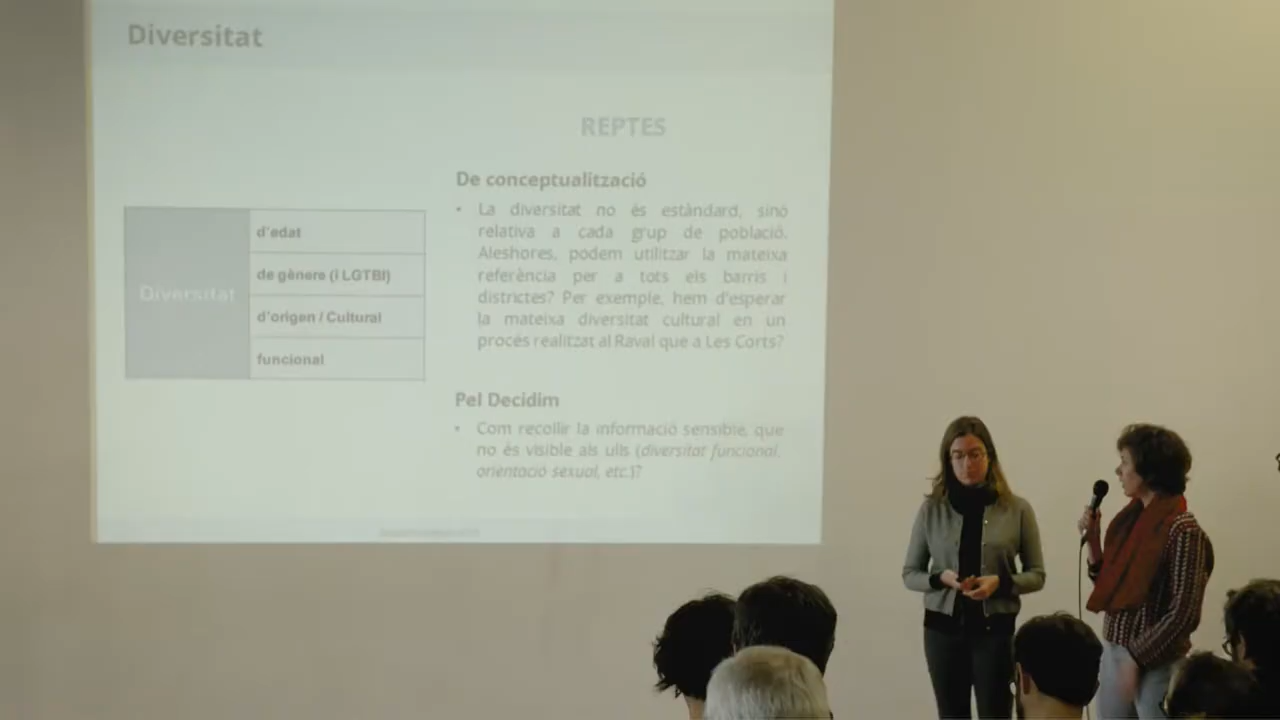 Diversitat
REPTES
De conceptualització
• La diversitat no és estàndard, sinó
relativa a cada grup de població.
Aleshores, podem utilitzar la mateixa
referència per a tots els barris i
districtes? Per exemple, hem d'esperar
la mateixa diversitat cultural en un
procés realitzat al Raval que a Les Corts?
Diversitat
d'edat
de gènere (i LGTBI)
d'origen / Cultural
funcional
Pel Decidim
• Com recollir la informació sensible, que
no és visible als ulls (diversitat funcional,
orientació sexual, etc.)?